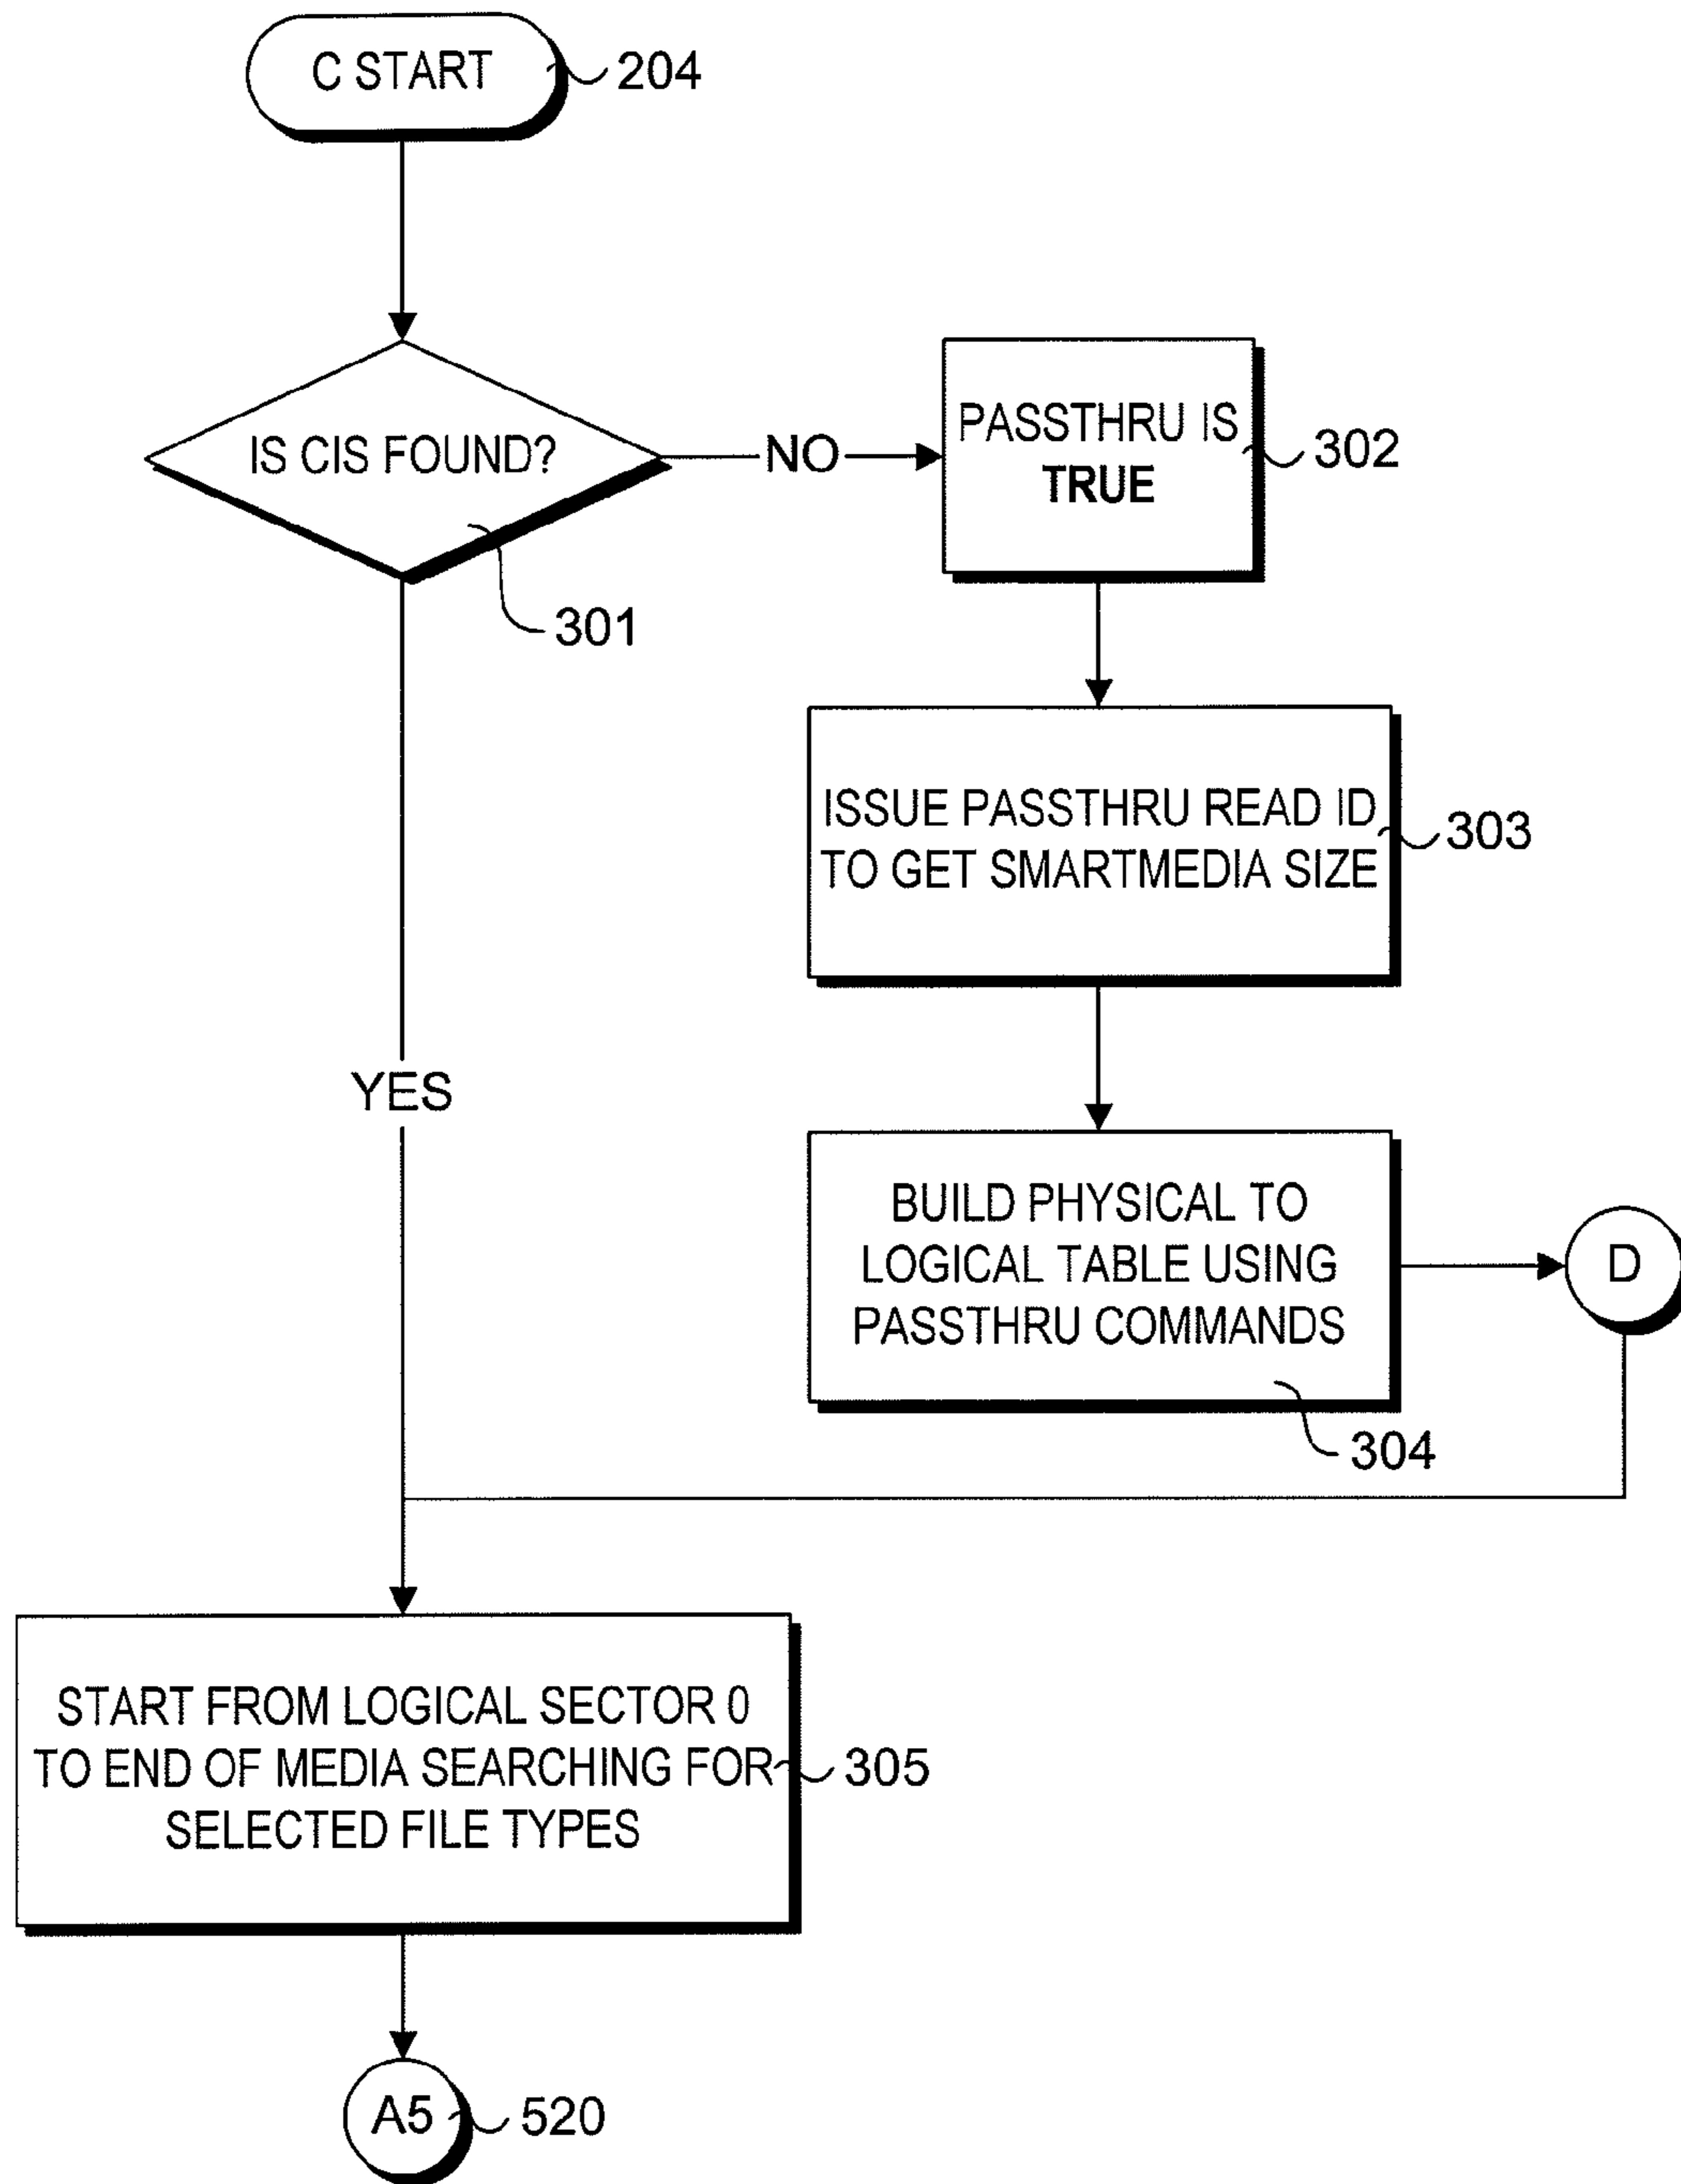 C START
204
IS CIS FOUND?
301
NO
PASSTHRU IS
TRUE
302
ISSUE PASSTHRU READ ID
TO GET SMARTMEDIA SIZE
303
YES
BUILD PHYSICAL TO
LOGICAL TABLE USING
PASSTHRU COMMANDS
304
D
START FROM LOGICAL SECTOR 0
TO END OF MEDIA SEARCHING FOR
SELECTED FILE TYPES
305
A5
520